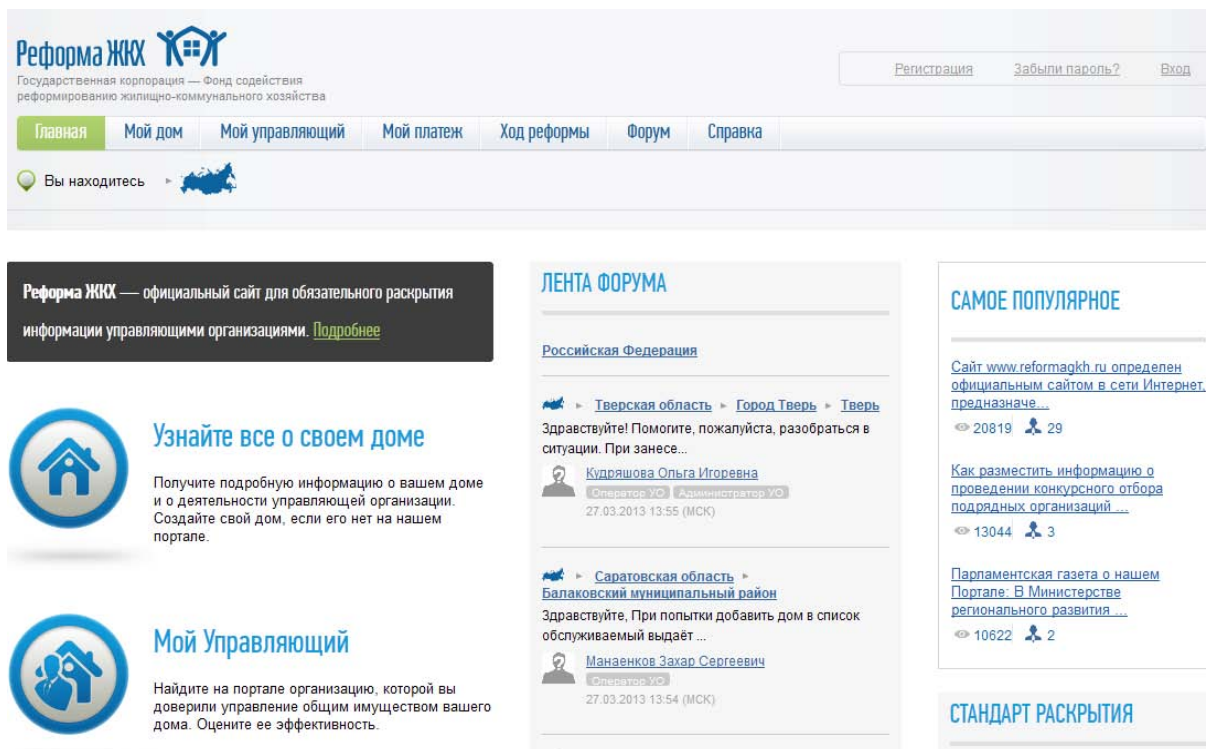 Реформа ЖКХ
Государственная корпорация — Фонд содействия
реформированию жилищно-коммунального хозяйства
Регистрация Забыли пароль? Вход
Главная Мой дом Мой управляющий Мой платеж Ход реформы Форум Справка
Вы находитесь
Реформа ЖКХ — официальный сайт для обязательного раскрытия
информации управляющими организациями. Подробнее
Узнайте все о своем доме
Получите подробную информацию о вашем доме
и о деятельности управляющей организации.
Создайте свой дом, если его нет на нашем
портале.
Мой Управляющий
Найдите на портале организацию, которой вы
доверили управление общим имуществом вашего
дома. Оцените ее эффективность.
ЛЕНТА ФОРУМА
Российская Федерация
Тверская область Город Тверь Тверь
Здравствуйте! Помогите, пожалуйста, разобраться в
ситуации. При занесе...
Кудряшова Ольга Игоревна
Оператор УО Администратор УО
27.03.2013 13:55 (МСК)
Саратовская область
Балаковский муниципальный район
Здравствуйте, При попытки добавить дом в список
обслуживаемый выдаёт ...
Манаенков Захар Сергеевич
Оператор УО
27.03.2013 13:54 (МСК)
САМОЕ ПОПУЛЯРНОЕ
Сайт www.reformagkh.ru определен
официальным сайтом в сети Интернет,
предназначе...
20819 29
Как разместить информацию о
проведении конкурсного отбора
подрядных организаций ...
13044 3
Парламентская газета о нашем
Портале: В Министерстве
регионального развития ...
10622 2
СТАНДАРТ РАСКРЫТИЯ